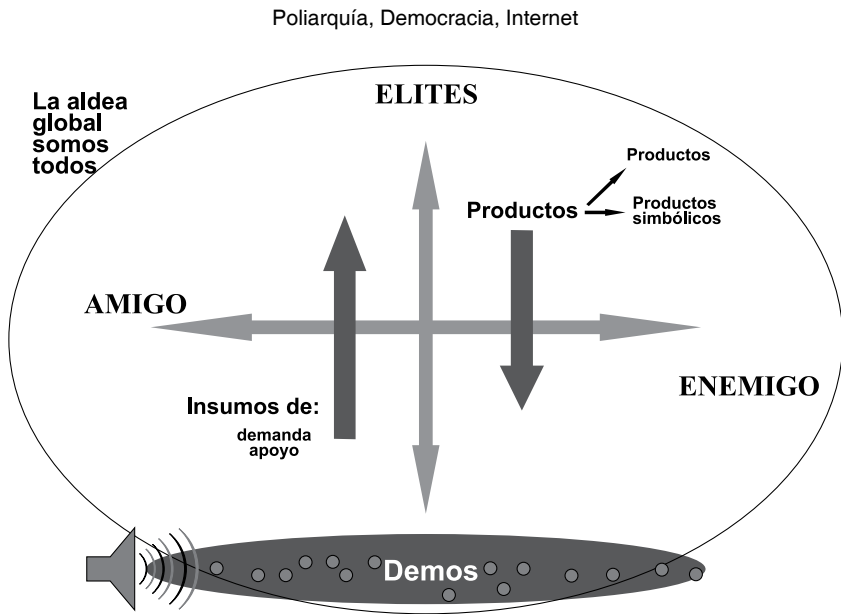 Poliarquía, Democracia, Internet
La aldea
global
somos
todos
ELITES
Productos
Productos
Productos
simbólicos
AMIGO
ENEMIGO
Insumos de:
demanda
apoyo
Demos